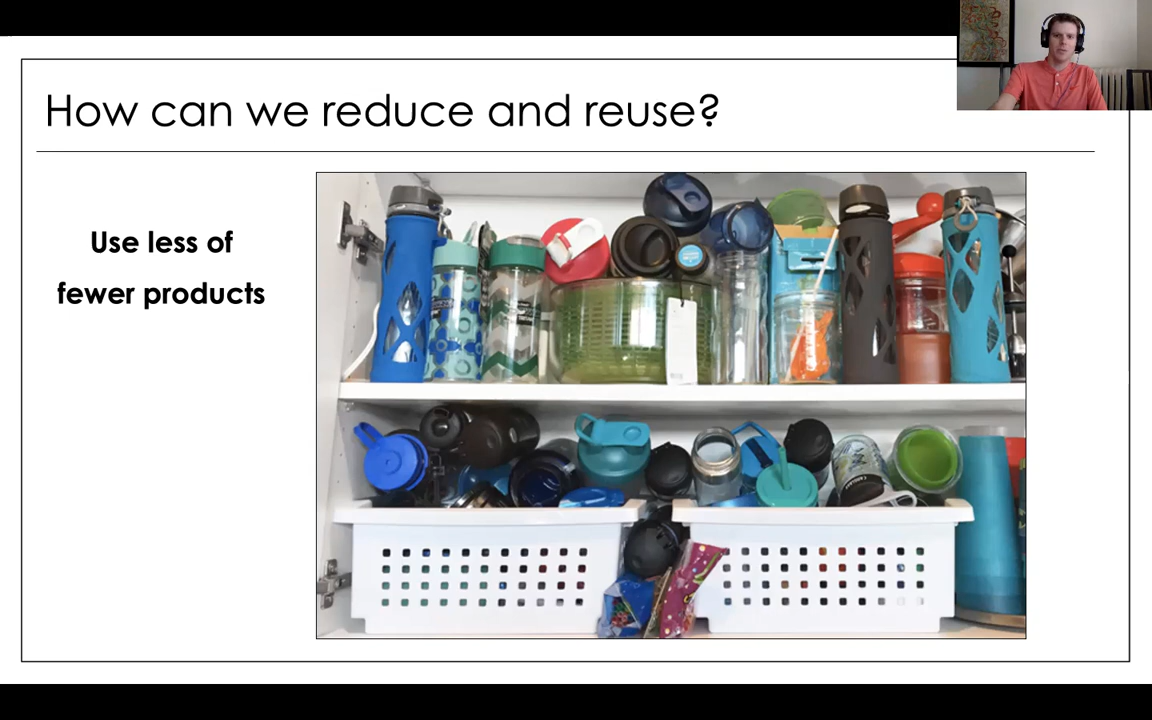 How can we reduce and reuse?
Use less of
fewer products